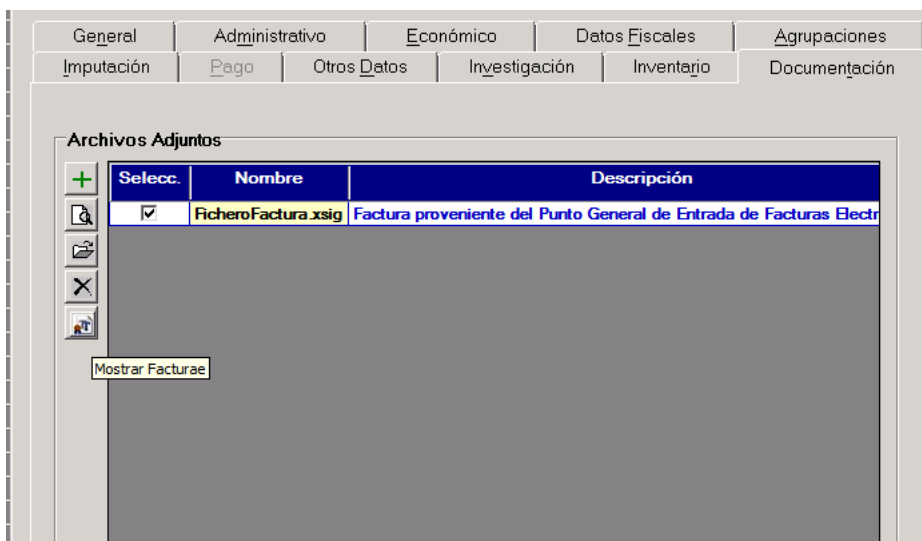 General Administrativo Económico Datos Fiscales Agrupaciones
Imputación Pago Otros Datos Investigación Inventario Documentación
Archivos Adjuntos
Selecc. Nombre Descripción
FicheroFactura.xsig Factura proveniente del Punto General de Entrada de Facturas Electr
Mostrar Facturae